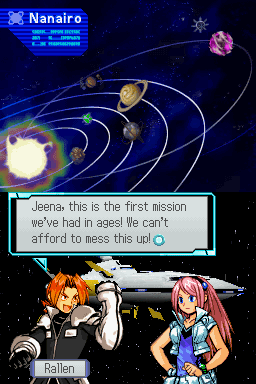 Nanairo
Jeena, this is the first mission
we've had in ages! We can't
afford to mess this up!
Rallen